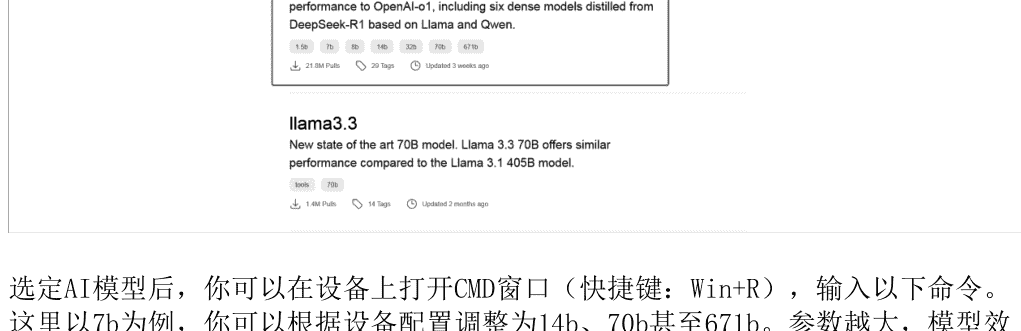 performance to OpenAI-o1, including six dense models distilled from
DeepSeek-R1 based on Llama and Qwen.
1.5b 7b 8b 14b 32b 70b 671b
21.8M Pulls 29 Tags Updated 3 weeks ago
llama3.3
New state of the art 70B model. Llama 3.3 70B offers similar
performance compared to the Llama 3.1 405B model.
tools 70b
1.4M Pulls 14 Tags Updated 2 months ago
选定AI模型后，你可以在设备上打开CMD窗口（快捷键：Win+R），输入以下命令。
这里以7b为例，你可以根据设备配置调整为14b、70b甚至671b。参数越大，模型效